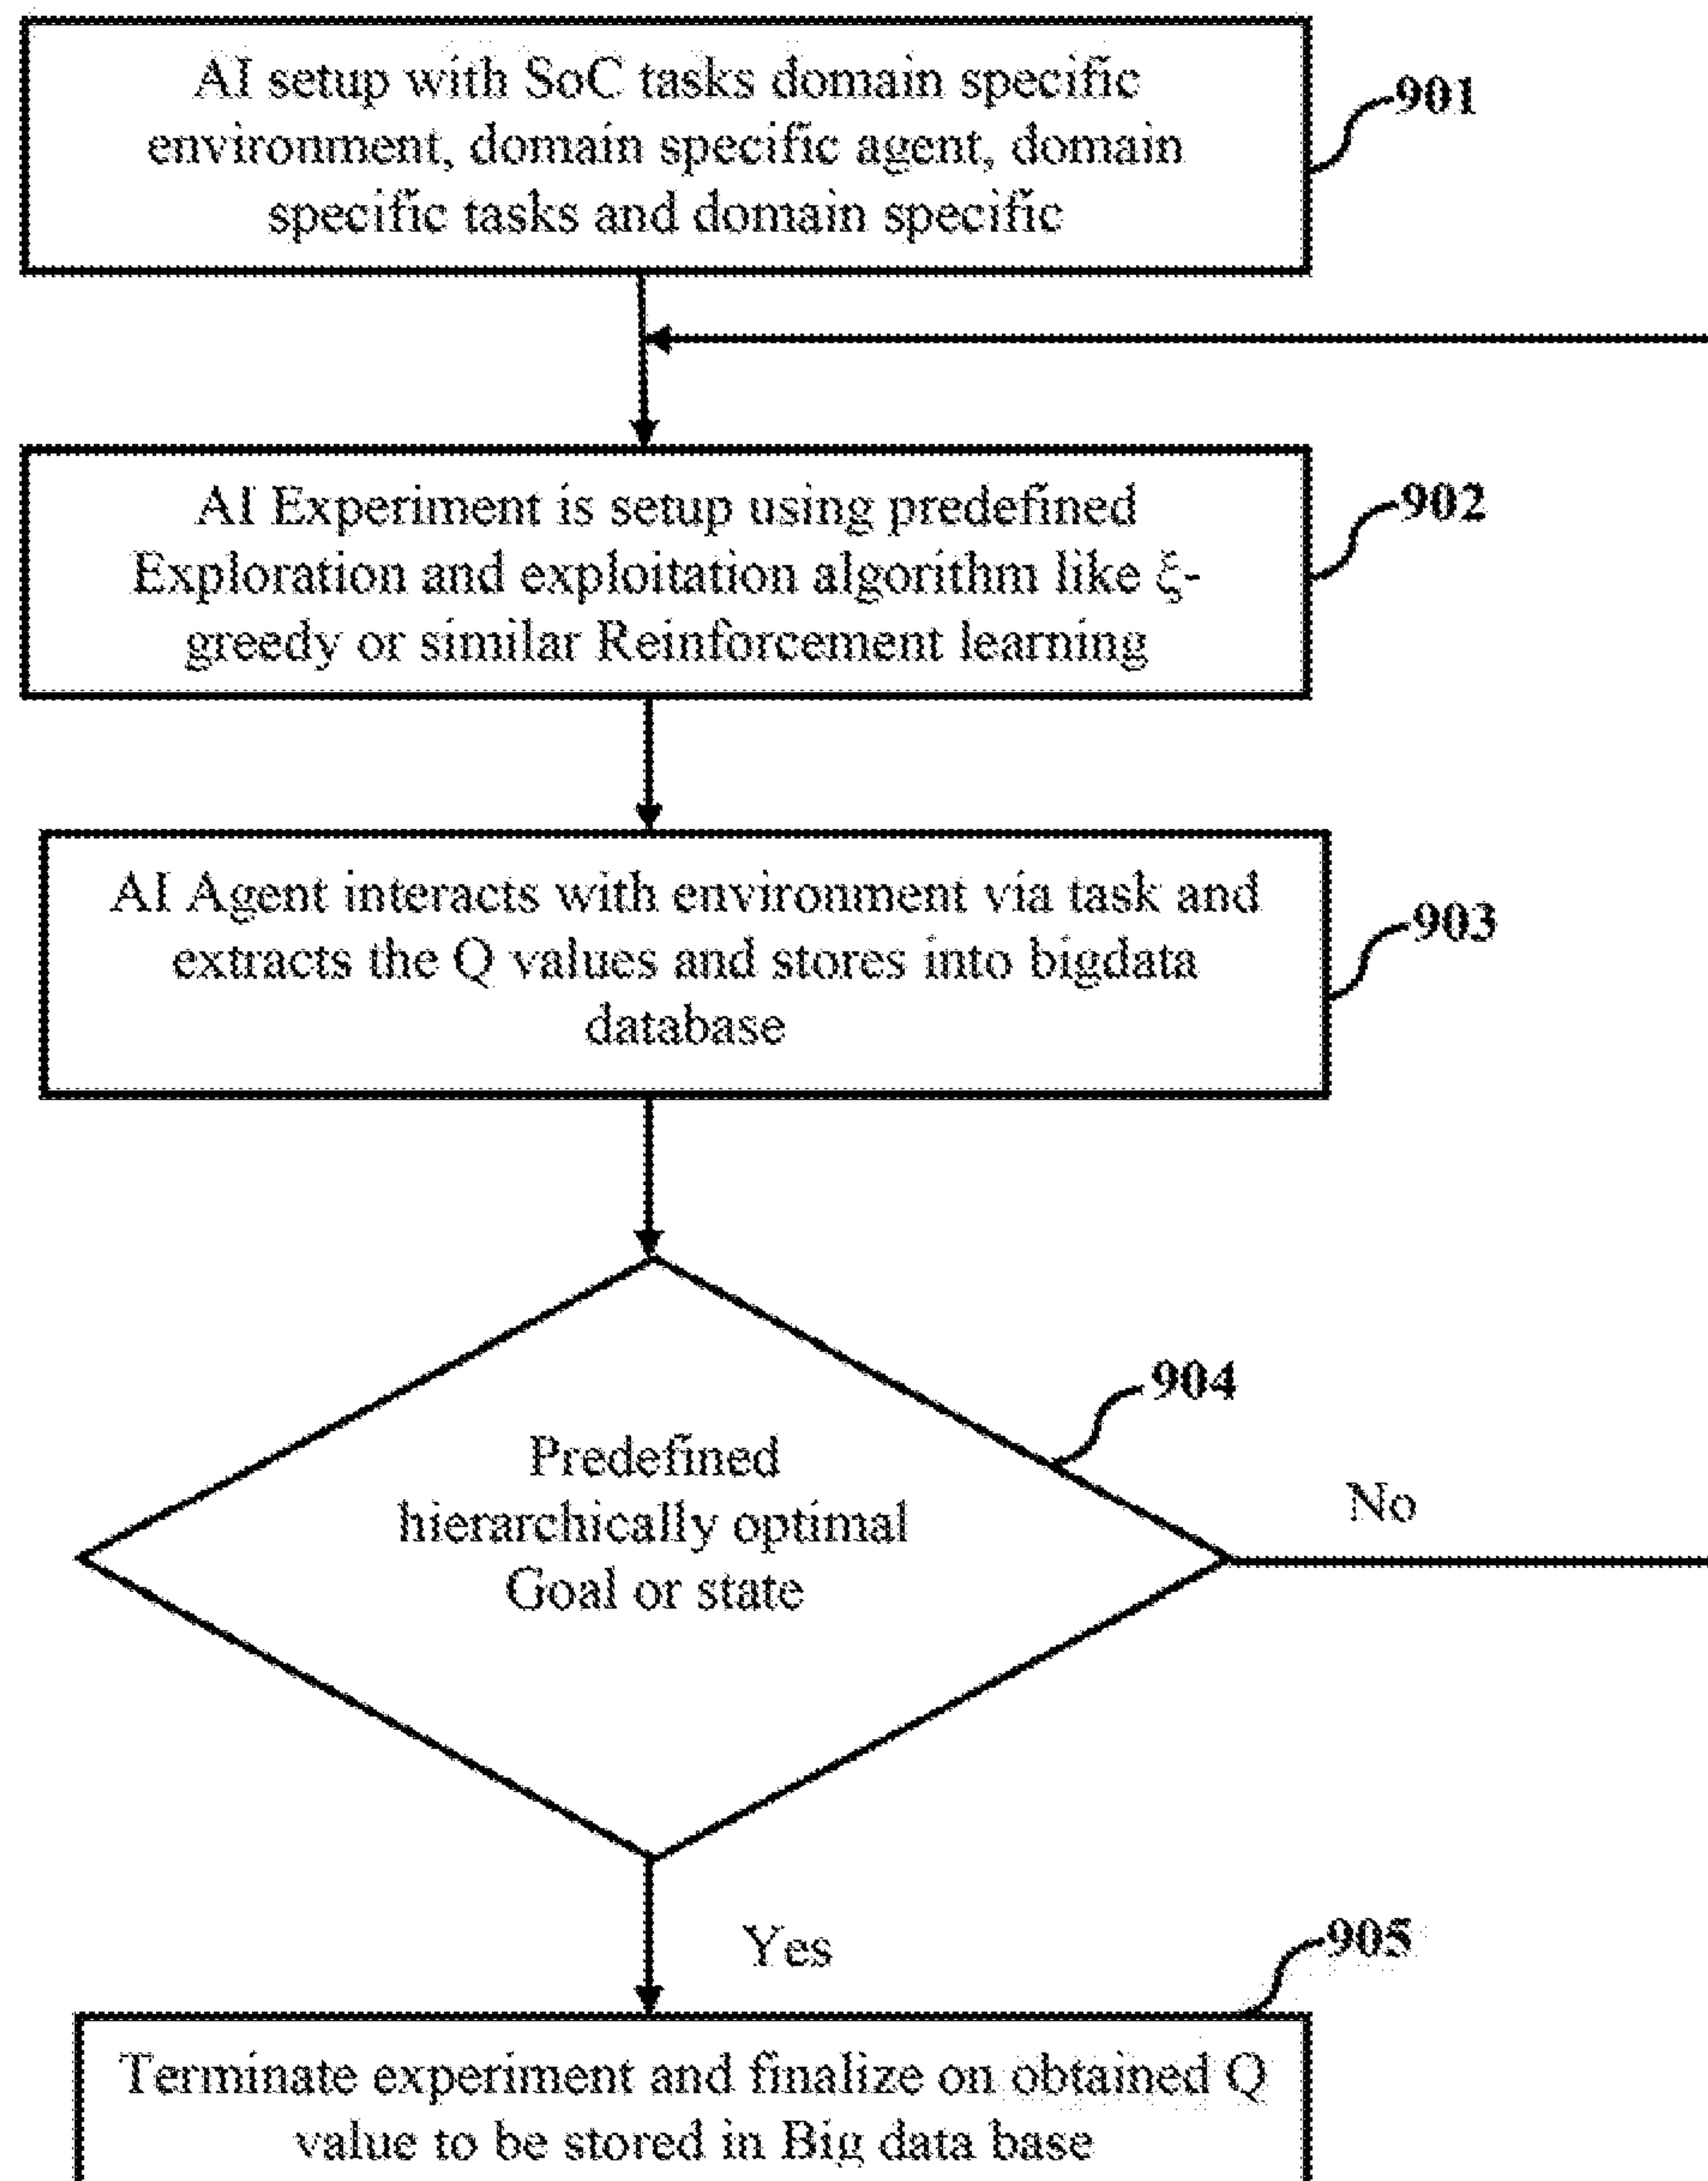 AI setup with SoC tasks domain specific
environment, domain specific agent, domain
specific tasks and domain specific
901
AI Experiment is setup using predefined
Exploration and exploitation algorithm like ξ-
greedy or similar Reinforcement learning
902
AI Agent interacts with environment via task and
extracts the Q values and stores into bigdata
database
903
904
Predefined
hierarchically optimal
Goal or state
No
Yes
905
Terminate experiment and finalize on obtained Q
value to be stored in Big data base